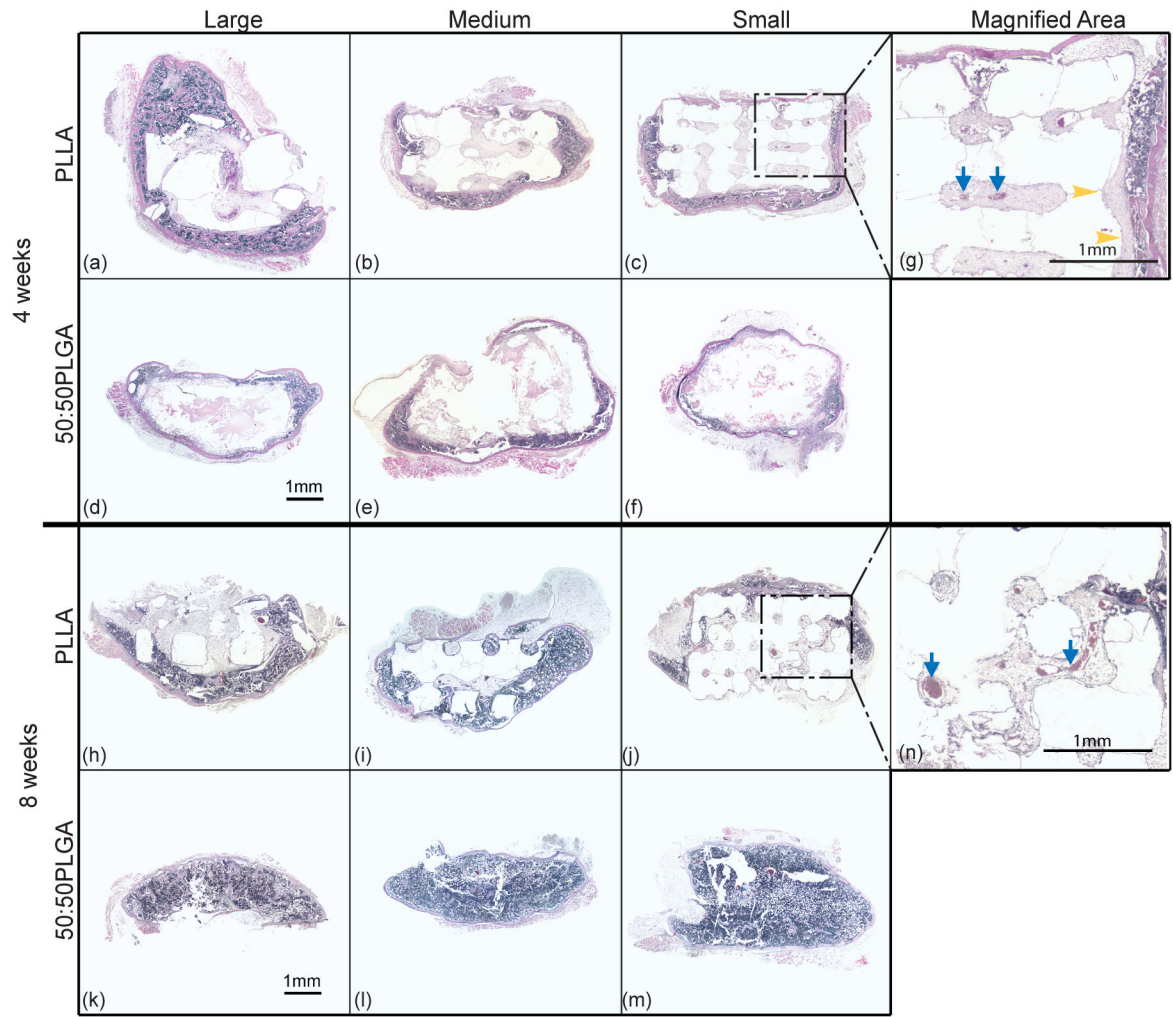 Large Medium Small Magnified Area
4 weeks
PLLA
(a) (b) (c) (g) 1mm
50:50PLGA
(d) 1mm (e) (f)
8 weeks
PLLA
(h) (i) (j) (n) 1mm
50:50PLGA
(k) 1mm (l) (m)